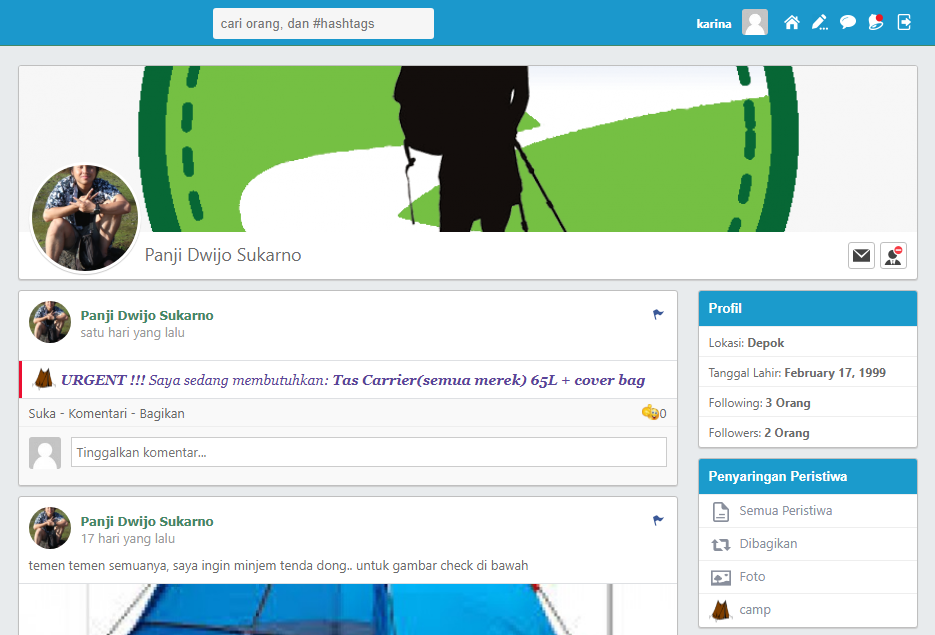 cari orang, dan #hashtags
karina
Panji Dwijo Sukarno
Panji Dwijo Sukarno
satu hari yang lalu
URGENT !!! Saya sedang membutuhkan: Tas Carrier(semua merek) 65L + cover bag
Suka - Komentari - Bagikan
0
Tinggalkan komentar...
Panji Dwijo Sukarno
17 hari yang lalu
temen temen semuanya, saya ingin minjem tenda dong.. untuk gambar check di bawah
Profil
Lokasi: Depok
Tanggal Lahir: February 17, 1999
Following: 3 Orang
Followers: 2 Orang
Penyaringan Peristiwa
Semua Peristiwa
Dibagikan
Foto
camp